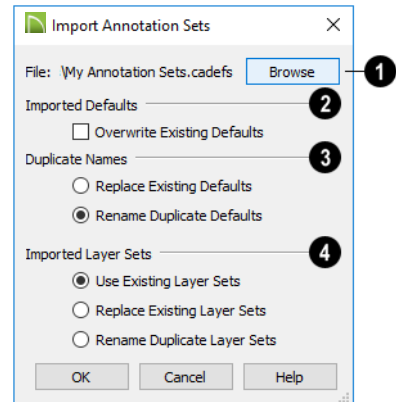 Import Annotation Sets
File: \My Annotation Sets.cadefs Browse 1
Imported Defaults 2
Overwrite Existing Defaults
Duplicate Names 3
Replace Existing Defaults
Rename Duplicate Defaults
Imported Layer Sets 4
Use Existing Layer Sets
Replace Existing Layer Sets
Rename Duplicate Layer Sets
OK Cancel Help